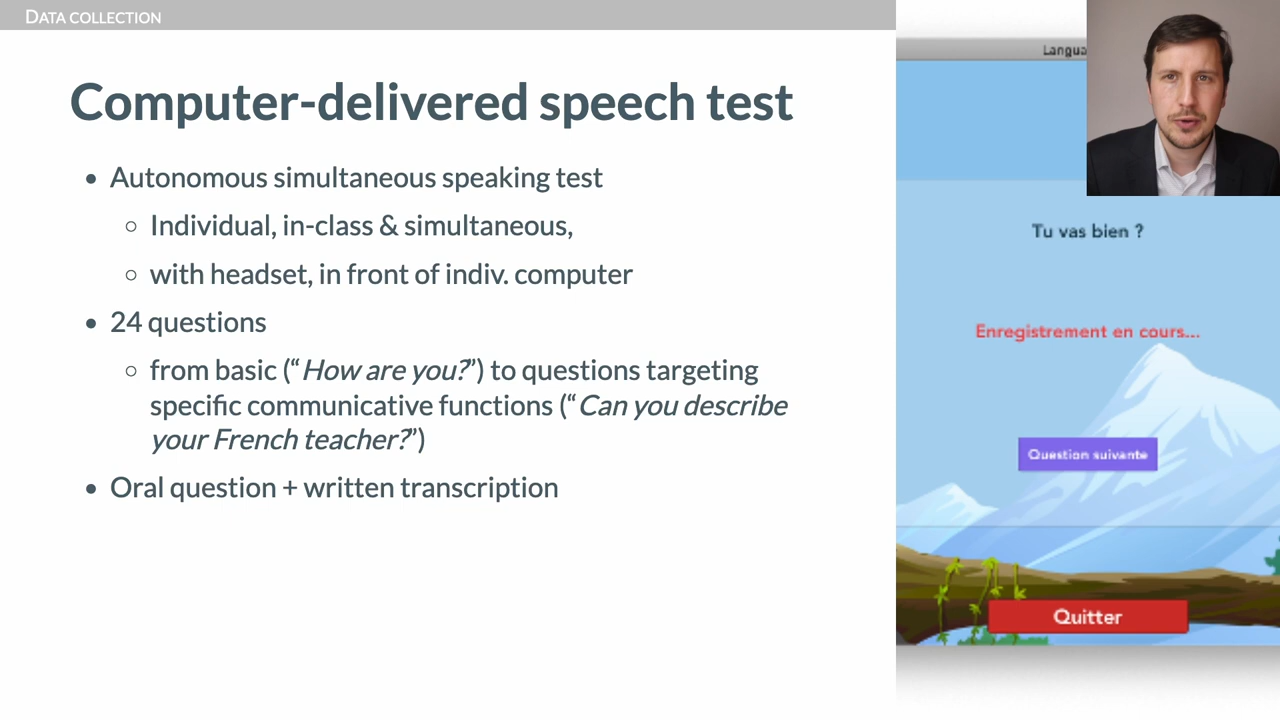 DATA COLLECTION
Computer-delivered speech test
• Autonomous simultaneous speaking test
○ Individual, in-class & simultaneous,
○ with headset, in front of indiv. computer
• 24 questions
○ from basic (“How are you?”) to questions targeting
specific communicative functions (“Can you describe
your French teacher?”)
• Oral question + written transcription
Langua
Tu vas bien ?
Enregistrement en cours...
Question suivante
Quitter